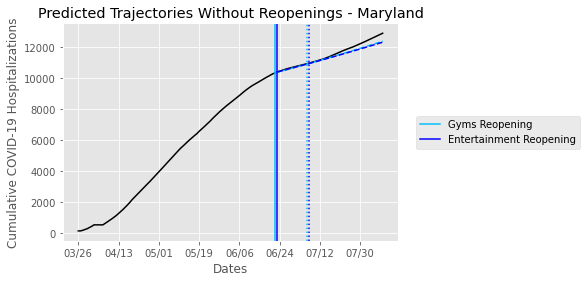 Predicted Trajectories Without Reopenings - Maryland
Cumulative COVID-19 Hospitalizations
12000
10000
8000
6000
4000
2000
0
03/26 04/13 05/01 05/19 06/06 06/24 07/12 07/30
Dates
Gyms Reopening
Entertainment Reopening